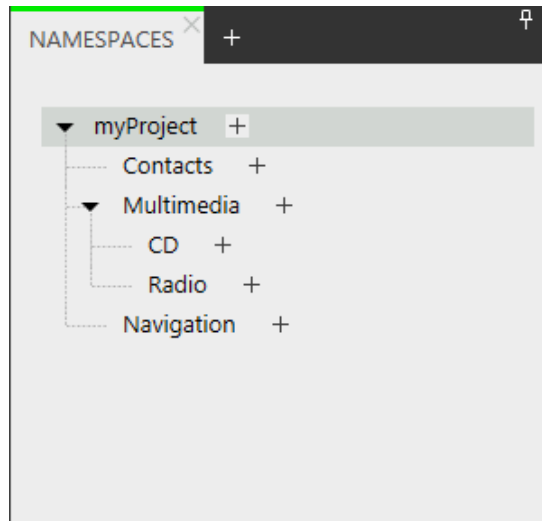 NAMESPACES
myProject
Contacts
Multimedia
CD
Radio
Navigation